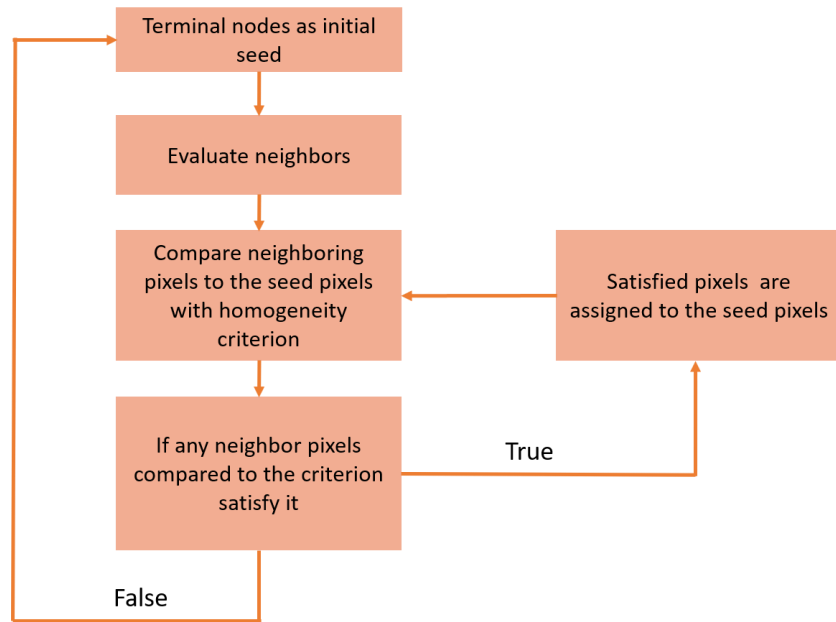 Terminal nodes as initial
seed
Evaluate neighbors
Compare neighboring
pixels to the seed pixels
with homogeneity
criterion
Satisfied pixels  are
assigned to the seed pixels
If any neighbor pixels
compared to the criterion
satisfy it
True
False